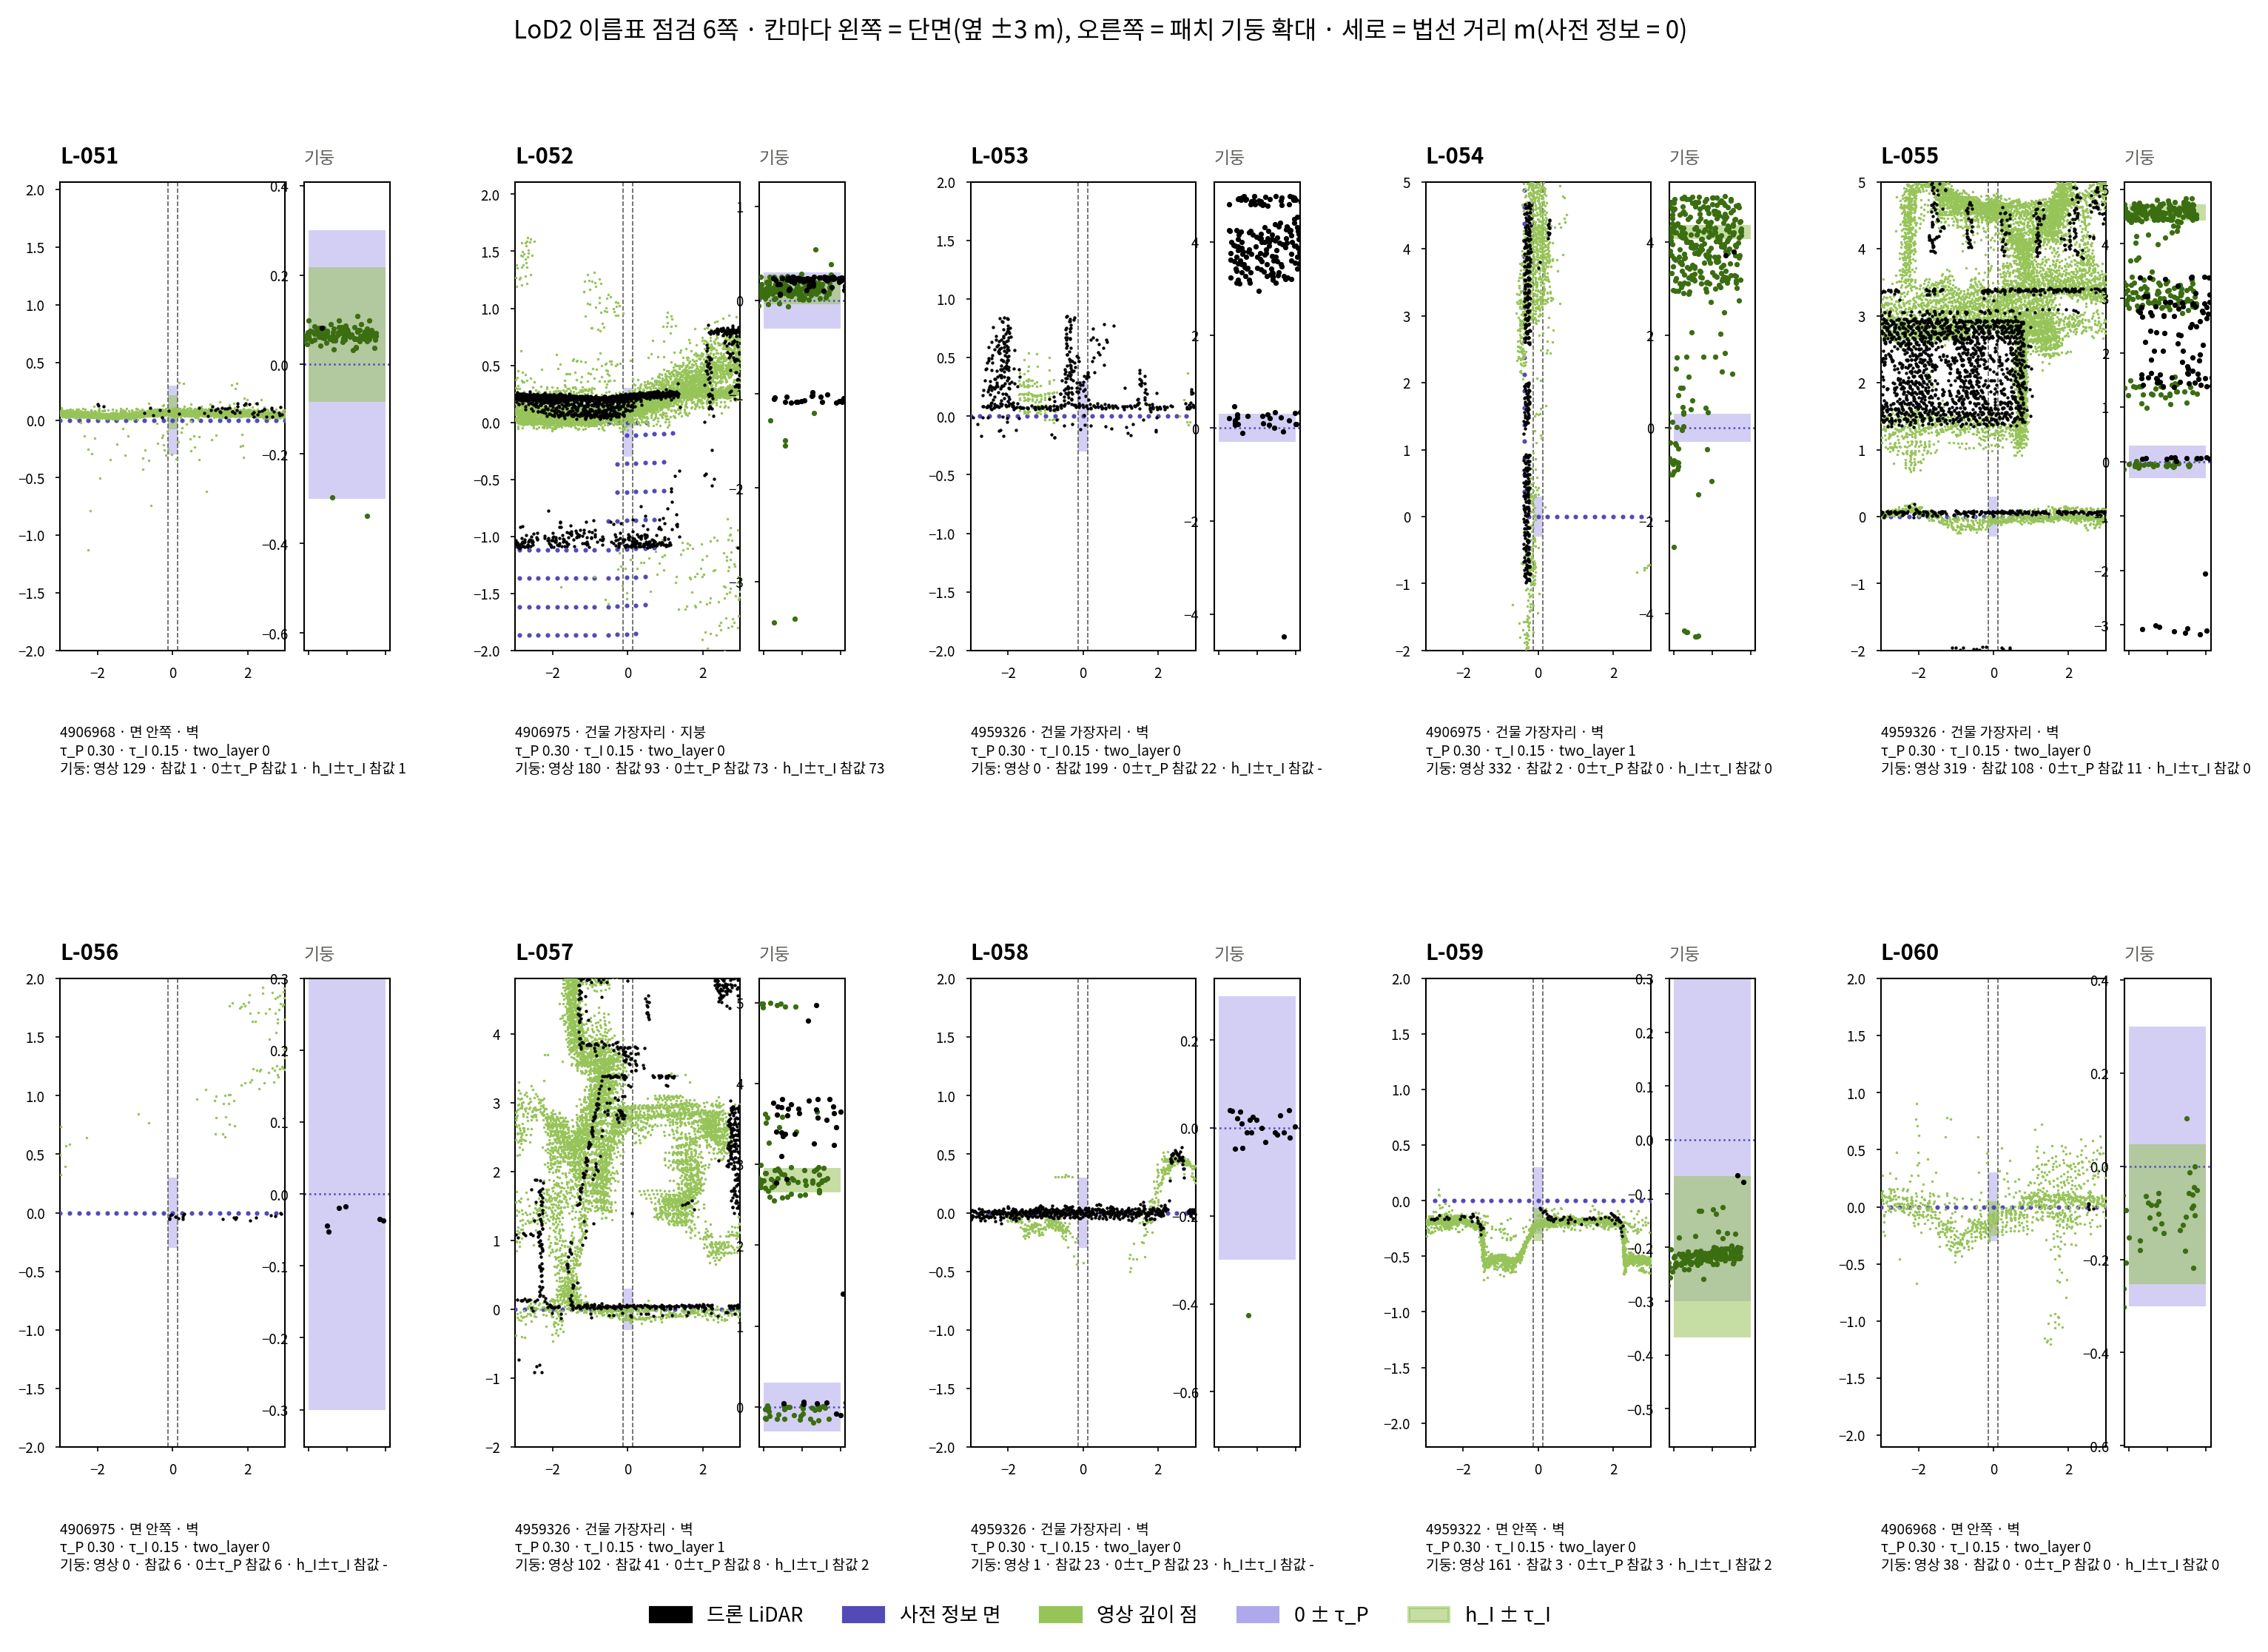 LoD2 이름표 점검 6쪽 · 칸마다 왼쪽 = 단면(옆 ±3 m), 오른쪽 = 패치 기둥 확대 · 세로 = 법선 거리 m(사전 정보 = 0)
L-051 기둥 L-052 기둥 L-053 기둥 L-054 기둥 L-055 기둥
4906968 · 면 안쪽 · 벽
τ_P 0.30 · τ_I 0.15 · two_layer 0
기둥: 영상 129 · 참값 1 · 0±τ_P 참값 1 · h_I±τ_I 참값 1
4906975 · 건물 가장자리 · 지붕
τ_P 0.30 · τ_I 0.15 · two_layer 0
기둥: 영상 180 · 참값 93 · 0±τ_P 참값 73 · h_I±τ_I 참값 73
4959326 · 건물 가장자리 · 벽
τ_P 0.30 · τ_I 0.15 · two_layer 0
기둥: 영상 0 · 참값 199 · 0±τ_P 참값 22 · h_I±τ_I 참값 -
4906975 · 건물 가장자리 · 벽
τ_P 0.30 · τ_I 0.15 · two_layer 1
기둥: 영상 332 · 참값 2 · 0±τ_P 참값 0 · h_I±τ_I 참값 0
4959326 · 건물 가장자리 · 벽
τ_P 0.30 · τ_I 0.15 · two_layer 0
기둥: 영상 319 · 참값 108 · 0±τ_P 참값 11 · h_I±τ_I 참값 0
L-056 기둥 L-057 기둥 L-058 기둥 L-059 기둥 L-060 기둥
4906975 · 면 안쪽 · 벽
τ_P 0.30 · τ_I 0.15 · two_layer 0
기둥: 영상 0 · 참값 6 · 0±τ_P 참값 6 · h_I±τ_I 참값 -
4959326 · 건물 가장자리 · 벽
τ_P 0.30 · τ_I 0.15 · two_layer 1
기둥: 영상 102 · 참값 41 · 0±τ_P 참값 8 · h_I±τ_I 참값 2
4959326 · 건물 가장자리 · 벽
τ_P 0.30 · τ_I 0.15 · two_layer 0
기둥: 영상 1 · 참값 23 · 0±τ_P 참값 23 · h_I±τ_I 참값 -
4959322 · 면 안쪽 · 벽
τ_P 0.30 · τ_I 0.15 · two_layer 0
기둥: 영상 161 · 참값 3 · 0±τ_P 참값 3 · h_I±τ_I 참값 2
4906968 · 면 안쪽 · 벽
τ_P 0.30 · τ_I 0.15 · two_layer 0
기둥: 영상 38 · 참값 0 · 0±τ_P 참값 0 · h_I±τ_I 참값 0
드론 LiDAR 사전 정보 면 영상 깊이 점 0 ± τ_P h_I ± τ_I